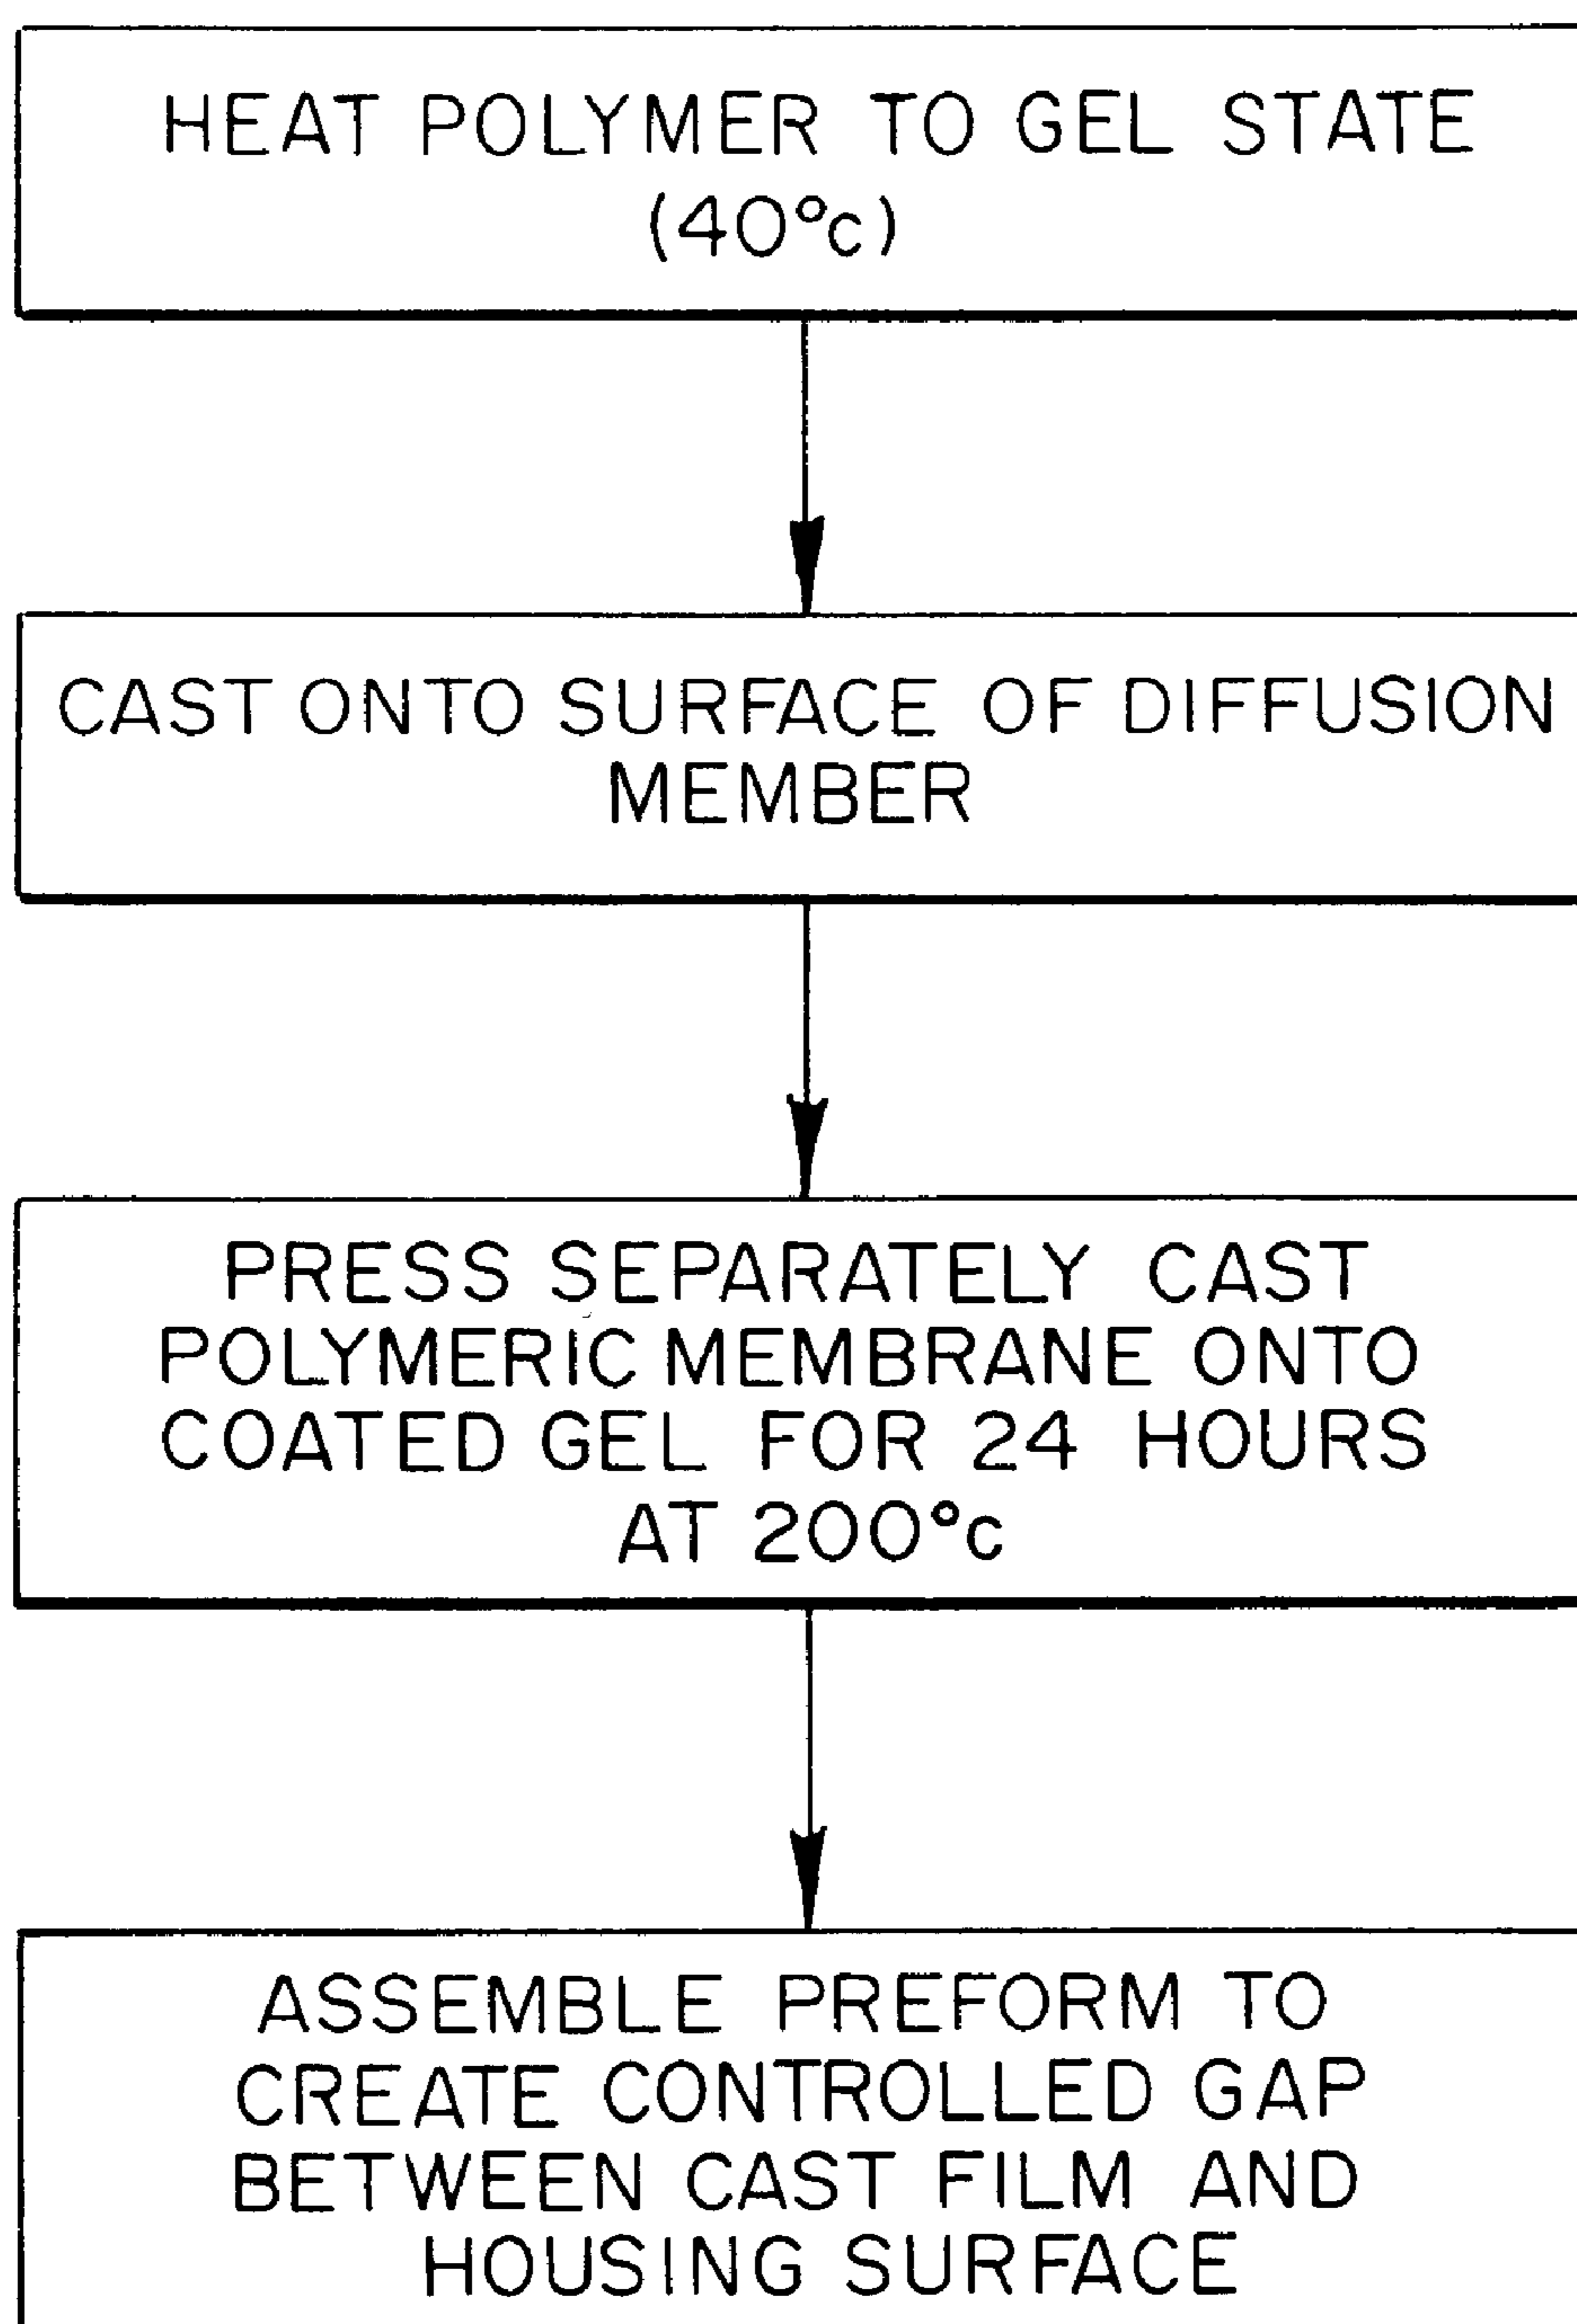 HEAT POLYMER TO GEL STATE
(40°c)
CAST ONTO SURFACE OF DIFFUSION
MEMBER
PRESS SEPARATELY CAST
POLYMERIC MEMBRANE ONTO
COATED GEL FOR 24 HOURS
AT 200°c
ASSEMBLE PREFORM TO
CREATE CONTROLLED GAP
BETWEEN CAST FILM AND
HOUSING SURFACE